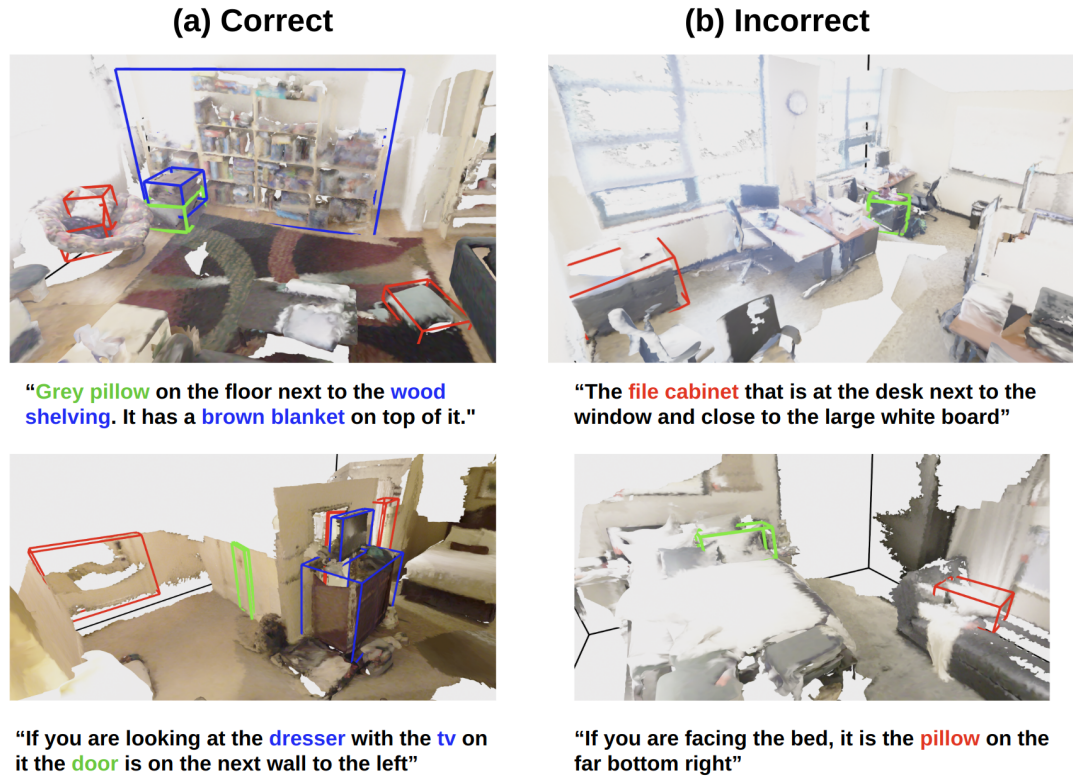 (a) Correct
(b) Incorrect
“Grey pillow on the floor next to the wood
shelving. It has a brown blanket on top of it."
“The file cabinet that is at the desk next to the
window and close to the large white board”
“If you are looking at the dresser with the tv on
it the door is on the next wall to the left”
“If you are facing the bed, it is the pillow on the
far bottom right”